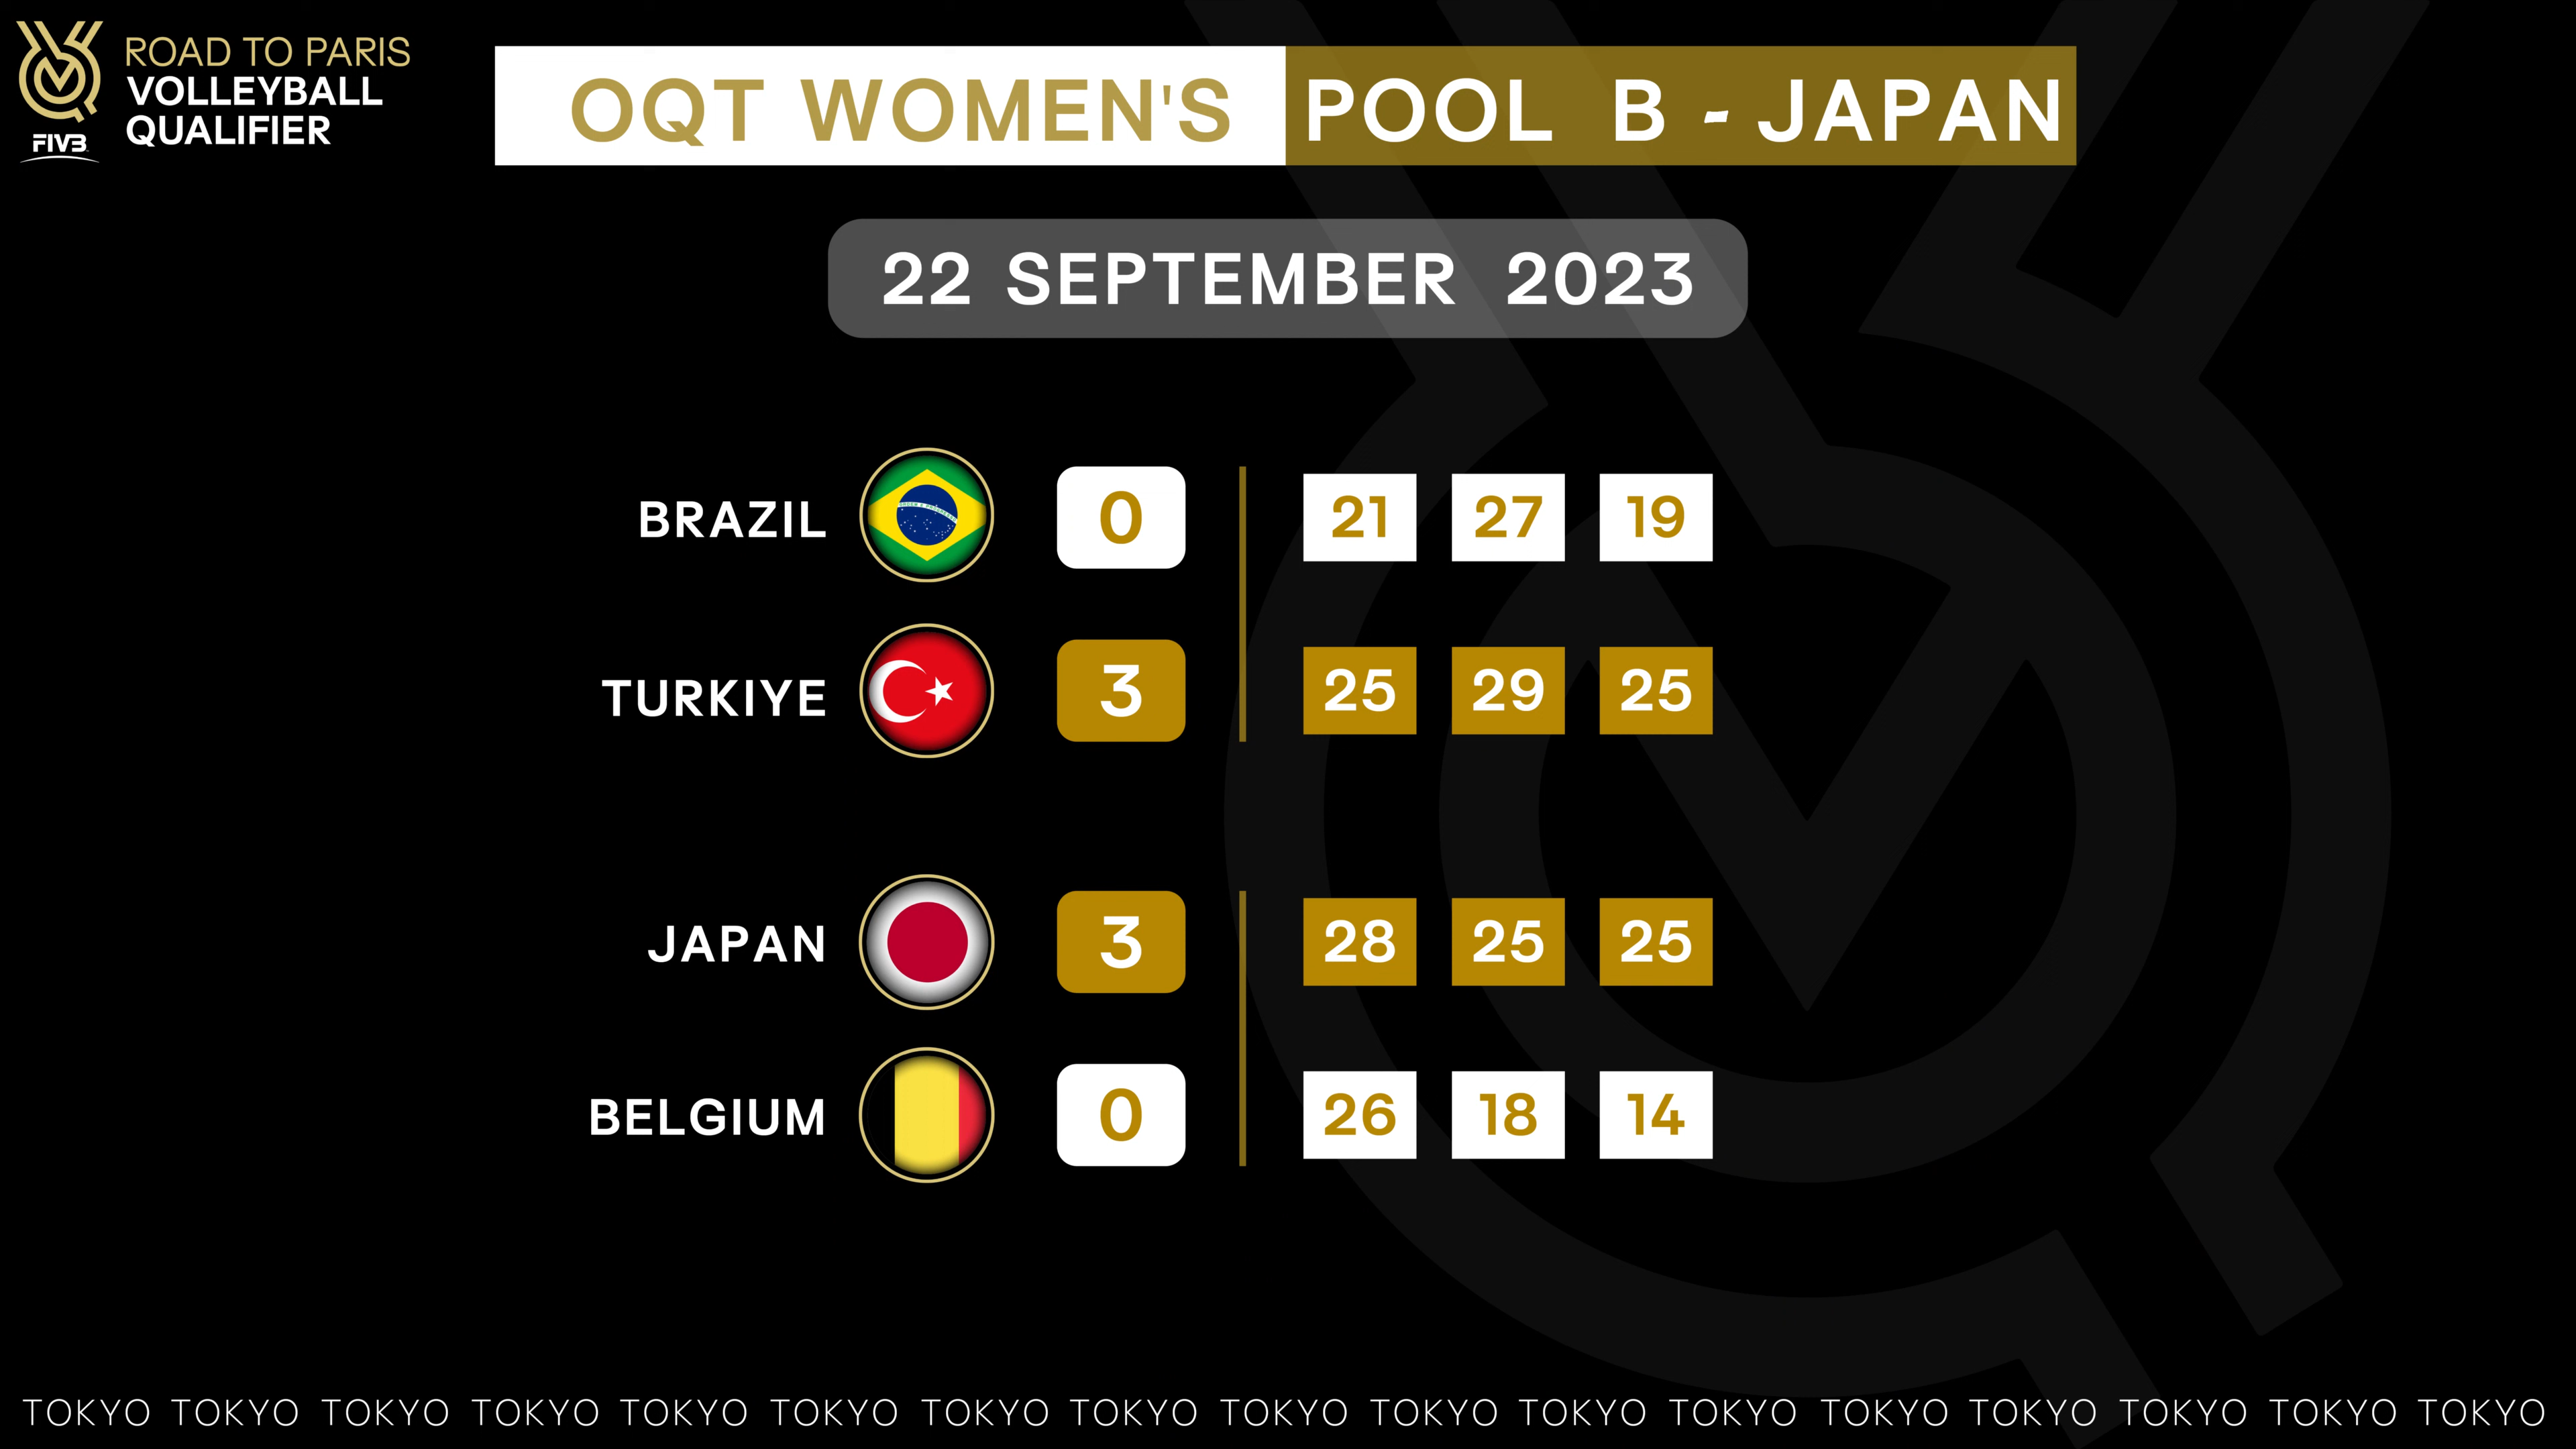 ROAD TO PARIS
VOLLEYBALL
QUALIFIER
FIVB
OQT WOMEN'S POOL B - JAPAN
22 SEPTEMBER 2023
BRAZIL 0 21 27 19
TURKIYE 3 25 29 25
JAPAN 3 28 25 25
BELGIUM 0 26 18 14
TOKYO TOKYO TOKYO TOKYO TOKYO TOKYO TOKYO TOKYO TOKYO TOKYO TOKYO TOKYO TOKYO TOKYO TOKYO TOKYO TOKYO